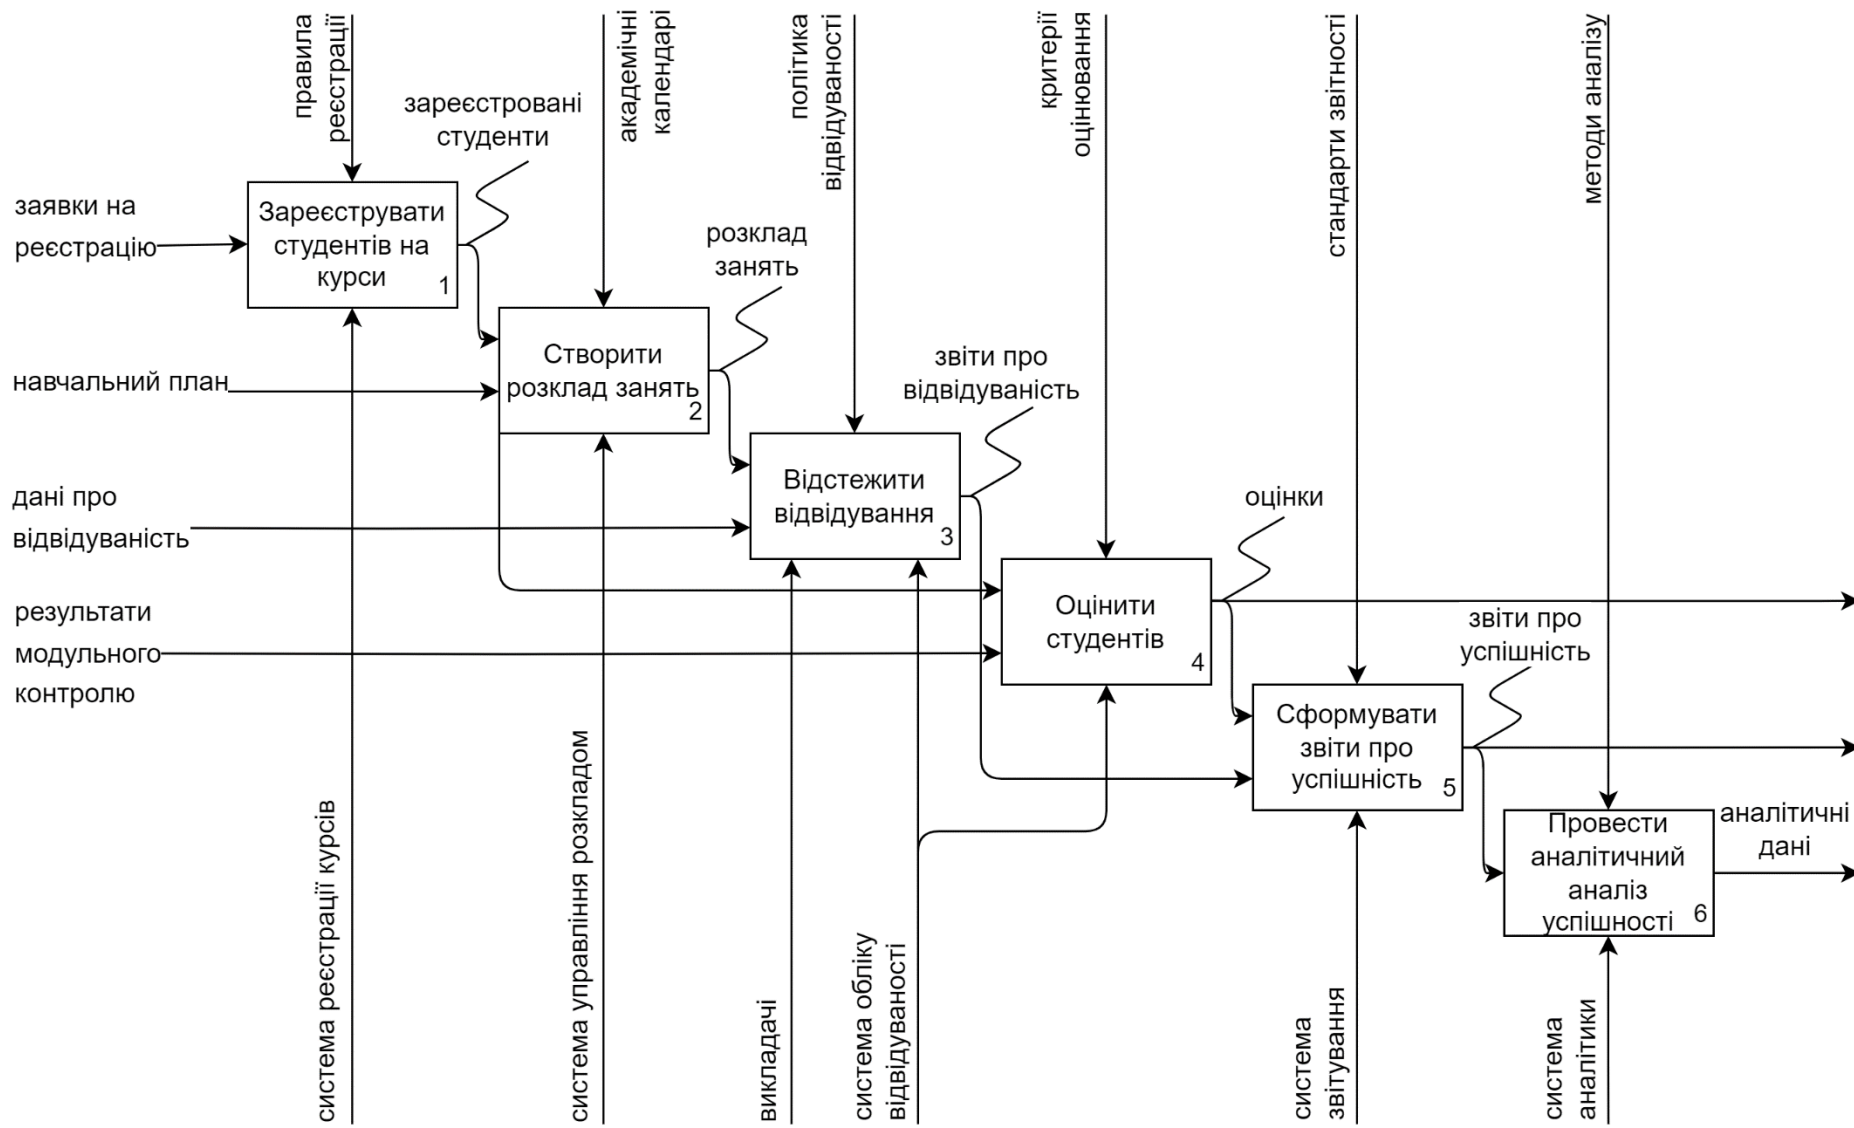 правила
реєстрації
академічні
календарі
політика
відвідуваності
критерії
оцінювання
стандарти звітності
методи аналізу
зареєстровані
студенти
заявки на
реєстрацію
Зареєструвати
студентів на
курси
1
розклад
занять
навчальний план
Створити
розклад занять
2
звіти про
відвідуваність
дані про
відвідуваність
Відстежити
відвідування
3
оцінки
результати
модульного
контролю
Оцінити
студентів
4
звіти про
успішність
Сформувати
звіти про
успішність
5
Провести
аналітичний
аналіз
успішності
6
аналітичні
дані
система реєстрації курсів
система управління розкладом
викладачі
система обліку
відвідуваності
система
звітування
система
аналітики